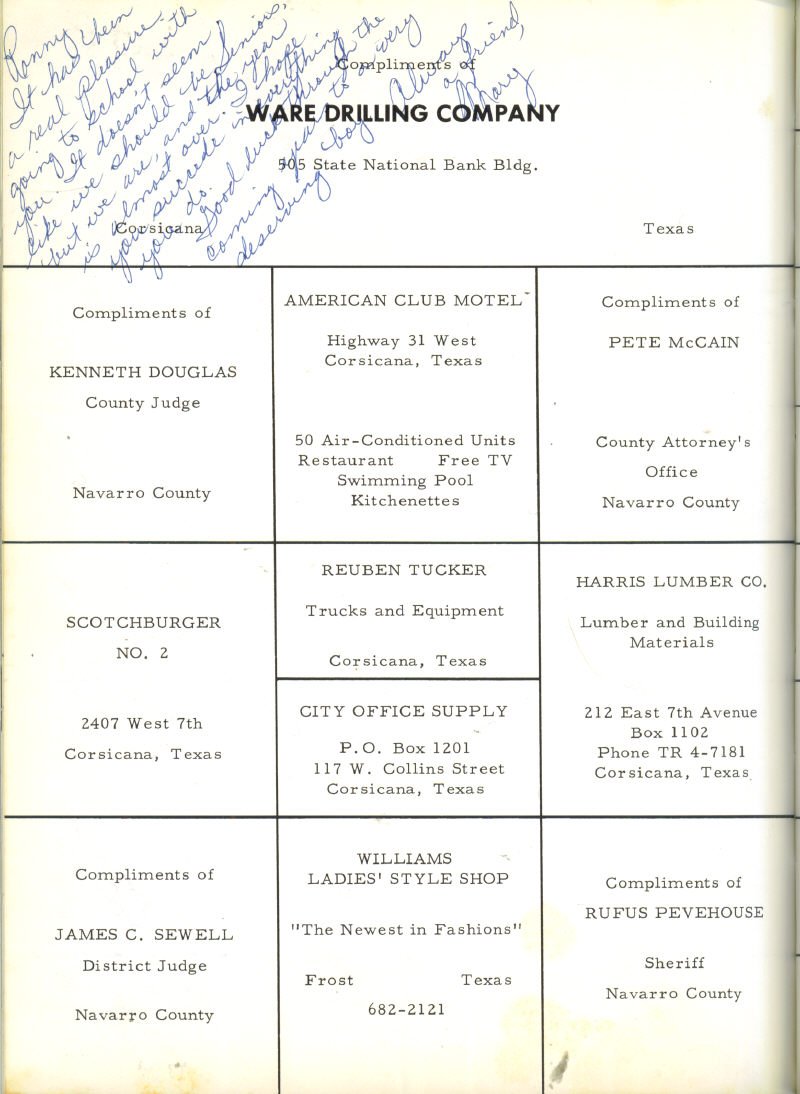 Ronny
It has been
a real pleasure
going to school with
you. It doesn't seem
like we should be Seniors,
but we are, and the year
is almost over. I hope
you succede in everything
you do.
Good luck through the
coming years to a very
deserving boy.
Always
a friend,
Mary
Compliments of
WARE DRILLING COMPANY
505 State National Bank Bldg.
Corsicana Texas
Compliments of
KENNETH DOUGLAS
County Judge
Navarro County
AMERICAN CLUB MOTEL
Highway 31 West
Corsicana, Texas
50 Air-Conditioned Units
Restaurant Free TV
Swimming Pool
Kitchenettes
Compliments of
PETE McCAIN
County Attorney's
Office
Navarro County
SCOTCHBURGER
NO. 2
2407 West 7th
Corsicana, Texas
REUBEN TUCKER
Trucks and Equipment
Corsicana, Texas
CITY OFFICE SUPPLY
P.O. Box 1201
117 W. Collins Street
Corsicana, Texas
HARRIS LUMBER CO.
Lumber and Building
Materials
212 East 7th Avenue
Box 1102
Phone TR 4-7181
Corsicana, Texas
Compliments of
JAMES C. SEWELL
District Judge
Navarro County
WILLIAMS
LADIES' STYLE SHOP
"The Newest in Fashions"
Frost Texas
682-2121
Compliments of
RUFUS PEVEHOUSE
Sheriff
Navarro County